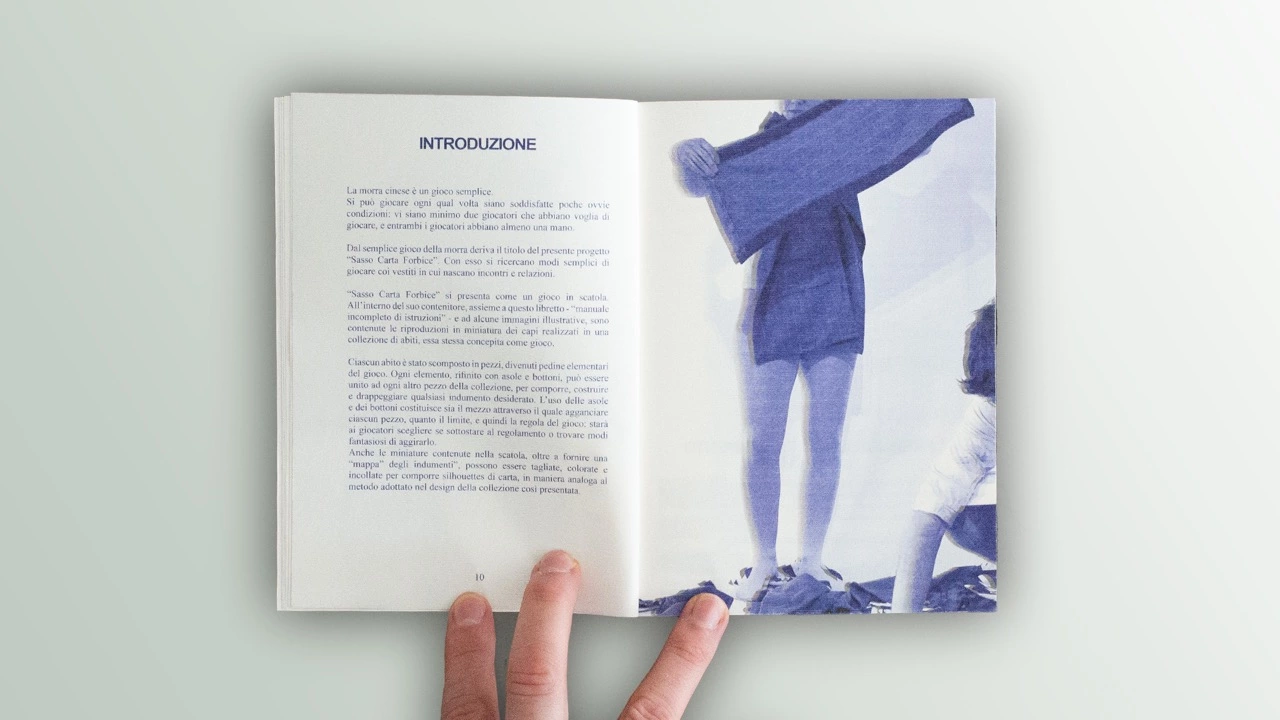 INTRODUZIONE
La morra cinese è un gioco semplice.
Si può giocare ogni qual volta siano soddisfatte poche ovvie
condizioni: vi siano minimo due giocatori che abbiano voglia di
giocare, e entrambi i giocatori abbiano almeno una mano.
Dal semplice gioco della morra deriva il titolo del presente progetto
“Sasso Carta Forbice”. Con esso si ricercano modi semplici di
giocare coi vestiti in cui nascano incontri e relazioni.
“Sasso Carta Forbice” si presenta come un gioco in scatola.
All’interno del suo contenitore, assieme a questo libretto - “manuale
incompleto di istruzioni” - e ad alcune immagini illustrative, sono
contenute le riproduzioni in miniatura dei capi realizzati in una
collezione di abiti, essa stessa concepita come gioco.
Ciascun abito è stato scomposto in pezzi, divenuti pedine elementari
del gioco. Ogni elemento, rifinito con asole e bottoni, può essere
unito ad ogni altro pezzo della collezione, per comporre, costruire
e drappeggiare qualsiasi indumento desiderato. L’uso delle asole
e dei bottoni costituisce sia il mezzo attraverso il quale agganciare
ciascun pezzo, quanto il limite, e quindi la regola del gioco; starà
ai giocatori scegliere se sottostare al regolamento o trovare modi
fantasiosi di aggirarlo.
Anche le miniature contenute nella scatola, oltre a fornire una
“mappa” degli indumenti”, possono essere tagliate, colorate e
incollate per comporre silhouettes di carta, in maniera analoga al
metodo adottato nel design della collezione così presentata.
10